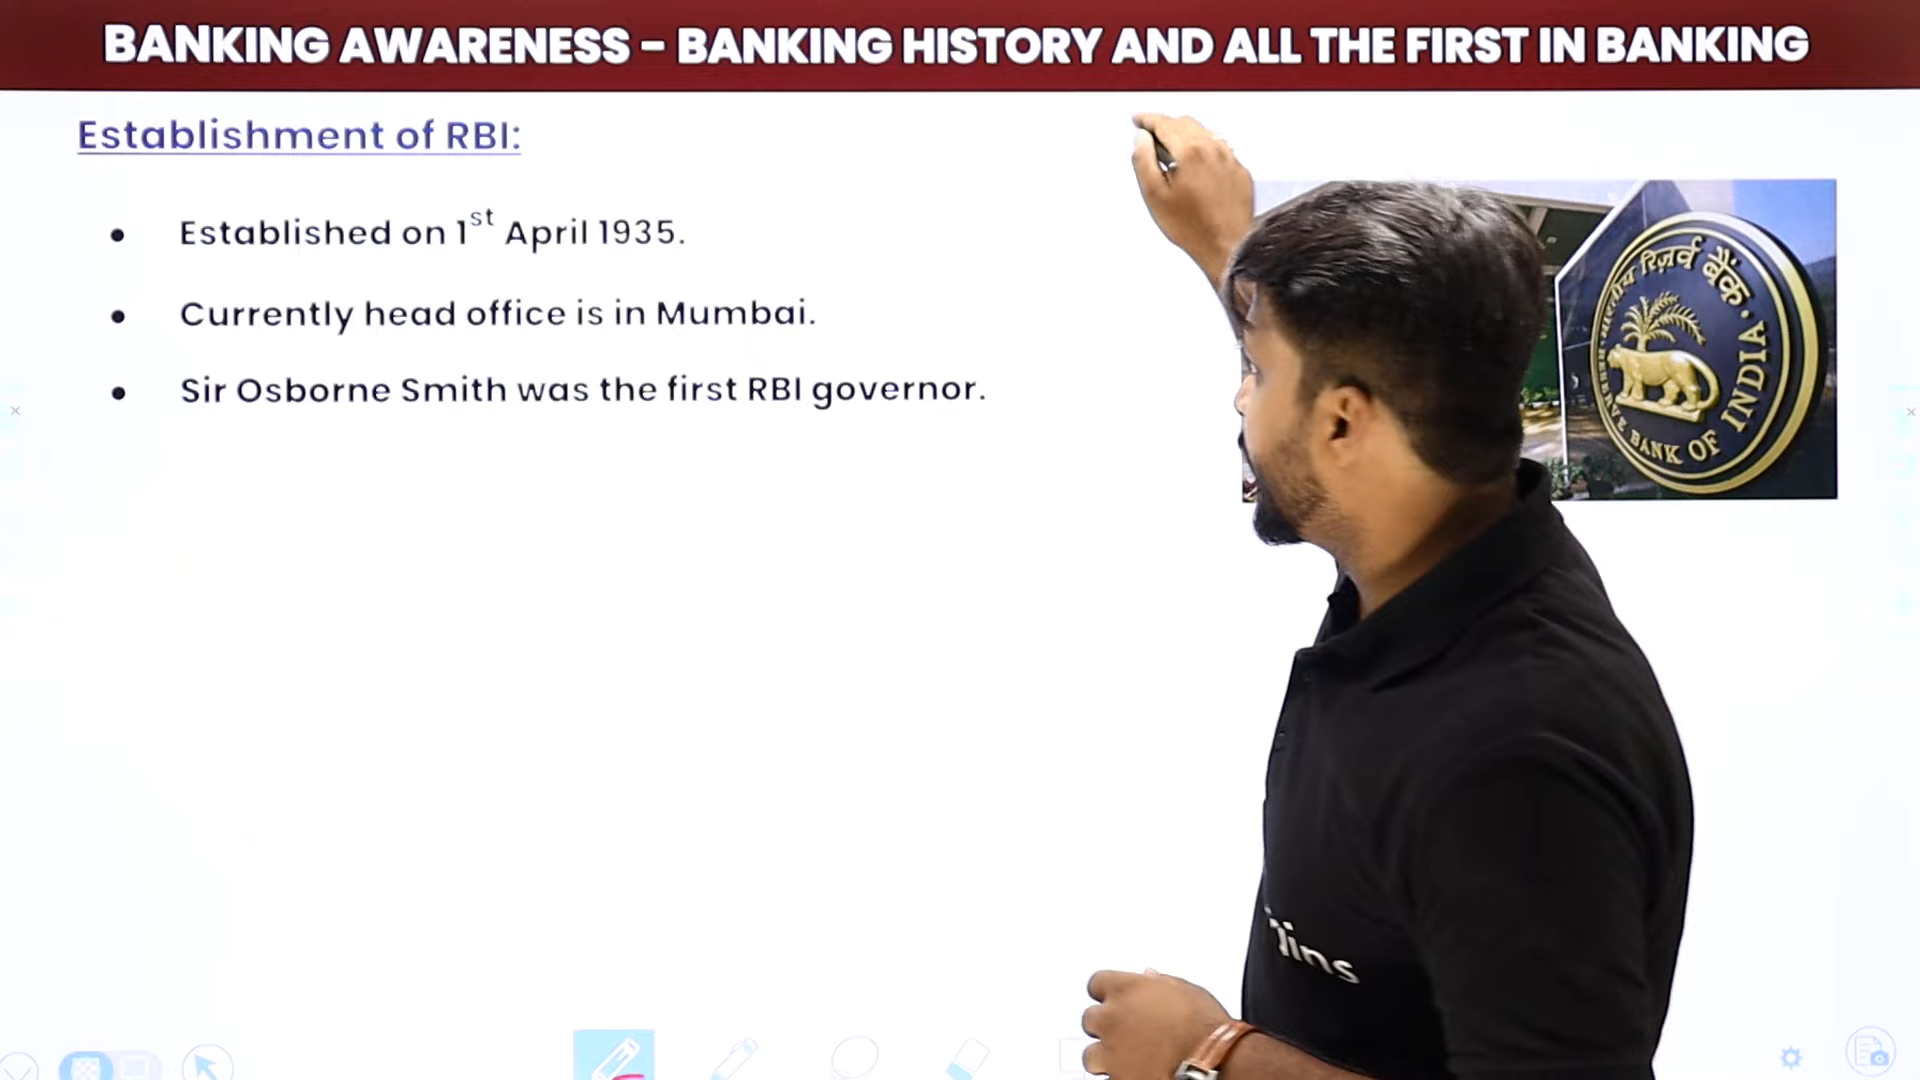 BANKING AWARENESS – BANKING HISTORY AND ALL THE FIRST IN BANKING
Establishment of RBI:
• Established on 1st April 1935.
• Currently head office is in Mumbai.
• Sir Osborne Smith was the first RBI governor.
भारतीय रिज़र्व बैंक
RESERVE BANK OF INDIA